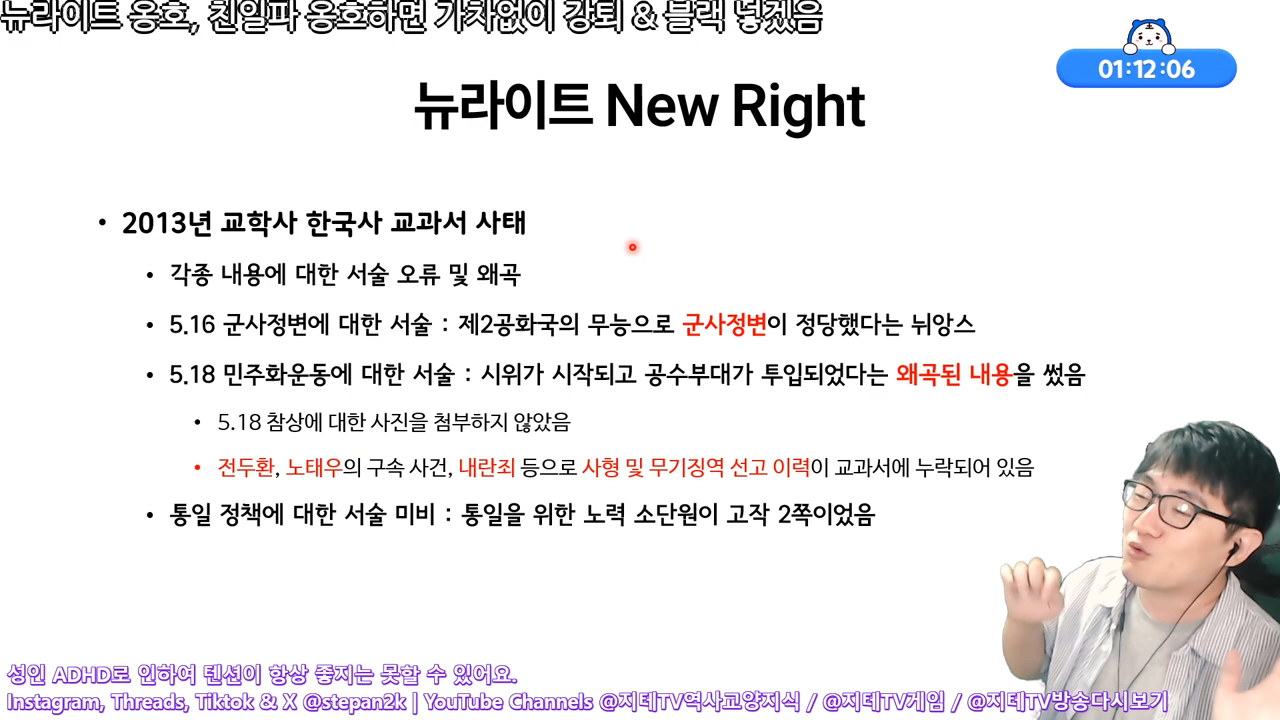 뉴라이트 옹호, 친일파 옹호하면 가차없이 강퇴 & 블랙 넣겠음
01:12:06
뉴라이트 New Right
• 2013년 교학사 한국사 교과서 사태
• 각종 내용에 대한 서술 오류 및 왜곡
• 5.16 군사정변에 대한 서술 : 제2공화국의 무능으로 군사정변이 정당했다는 뉘앙스
• 5.18 민주화운동에 대한 서술 : 시위가 시작되고 공수부대가 투입되었다는 왜곡된 내용을 썼음
• 5.18 참상에 대한 사진을 첨부하지 않았음
• 전두환, 노태우의 구속 사건, 내란죄 등으로 사형 및 무기징역 선고 이력이 교과서에 누락되어 있음
• 통일 정책에 대한 서술 미비 : 통일을 위한 노력 소단원이 고작 2쪽이었음
성인 ADHD로 인하여 텐션이 항상 좋지는 못할 수 있어요.
Instagram, Threads, Tiktok & X @stepan2k | YouTube Channels @지테TV역사교양지식 / @지테TV게임 / @지테TV방송다시보기